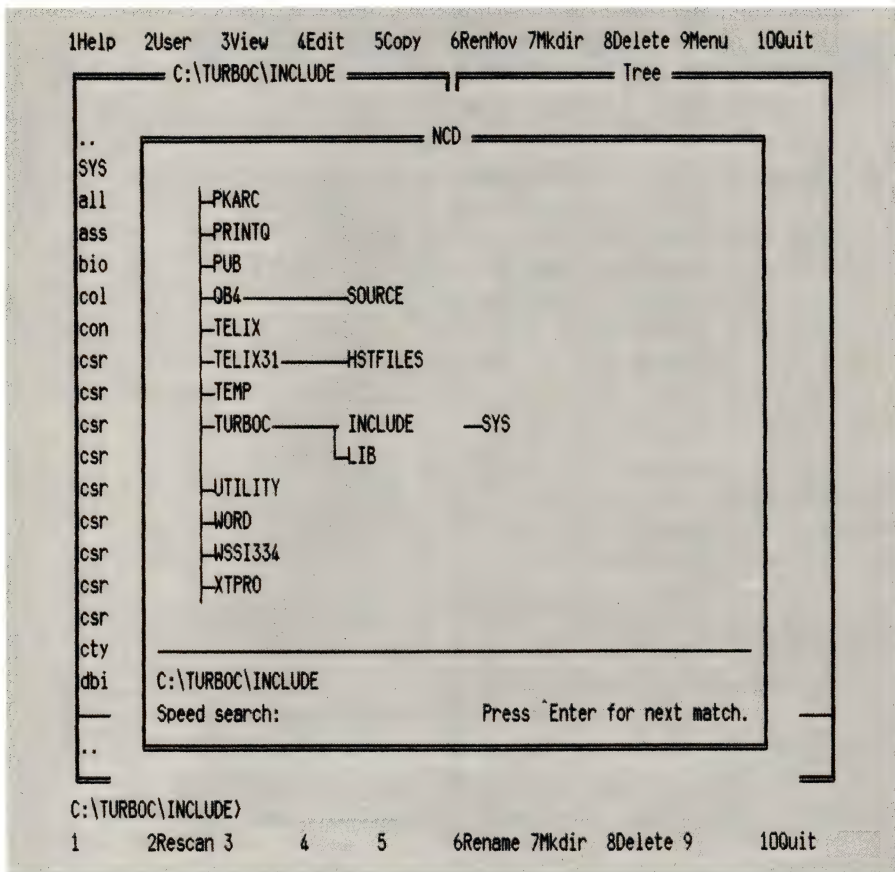 1Help 2User 3View 4Edit 5Copy 6RenMov 7Mkdir 8Delete 9Menu 10Quit
C:\TURBOC\INCLUDE Tree
NCD
..
SYS
all PKARC
ass PRINTQ
bio PUB
col QB4 SOURCE
con TELIX
csr TELIX31 HSTFILES
csr TEMP
csr TURBOC INCLUDE SYS
csr LIB
csr UTILITY
csr WORD
csr WSSI334
csr XTPRO
csr
cty
dbi C:\TURBOC\INCLUDE
Speed search: Press ^Enter for next match.
..
C:\TURBOC\INCLUDE>
1 2Rescan 3 4 5 6Rename 7Mkdir 8Delete 9 10Quit